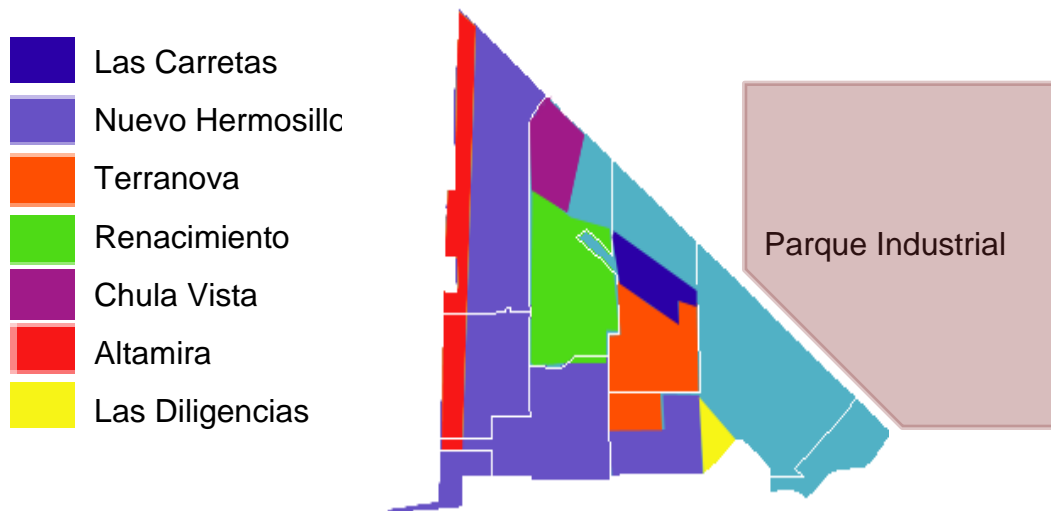 Las Carretas
Nuevo Hermosillo
Terranova
Renacimiento
Chula Vista
Altamira
Las Diligencias
Parque Industrial